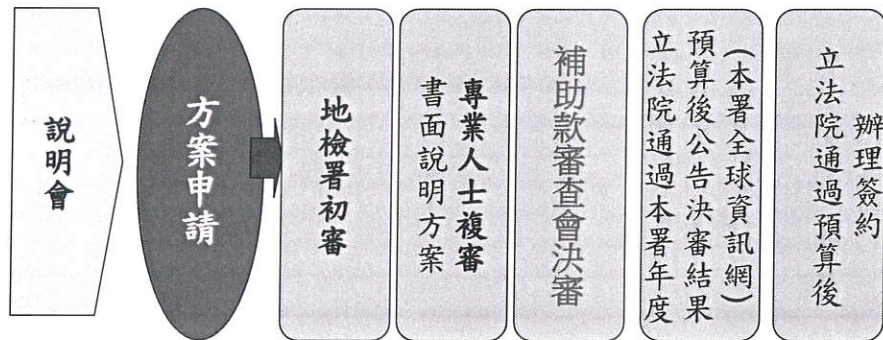 說明會
方案申請
地檢署初審
書面說明方案
專業人士複審
補助款審查會決審
立法院通過本署年度
預算後公告決審結果
(本署全球資訊網)
立法院通過預算後
辦理簽約